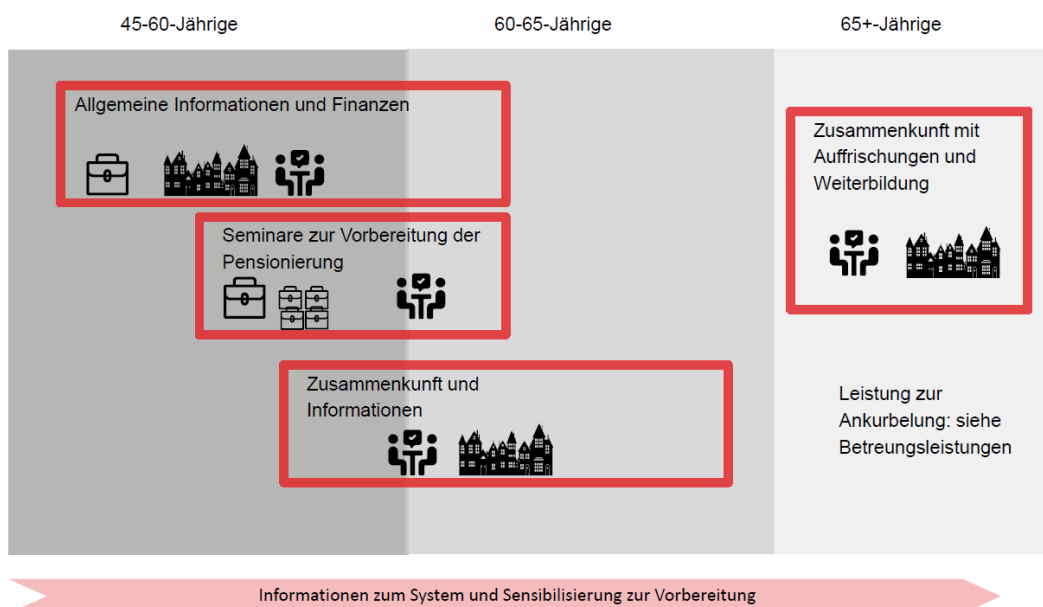 45-60-Jährige
60-65-Jährige
65+-Jährige
Allgemeine Informationen und Finanzen
Zusammenkunft mit
Auffrischungen und
Weiterbildung
Seminare zur Vorbereitung der
Pensionierung
Zusammenkunft und
Informationen
Leistung zur
Ankurbelung: siehe
Betreungsleistungen
Informationen zum System und Sensibilisierung zur Vorbereitung